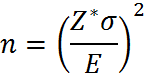 n = (Z*σ / E)²